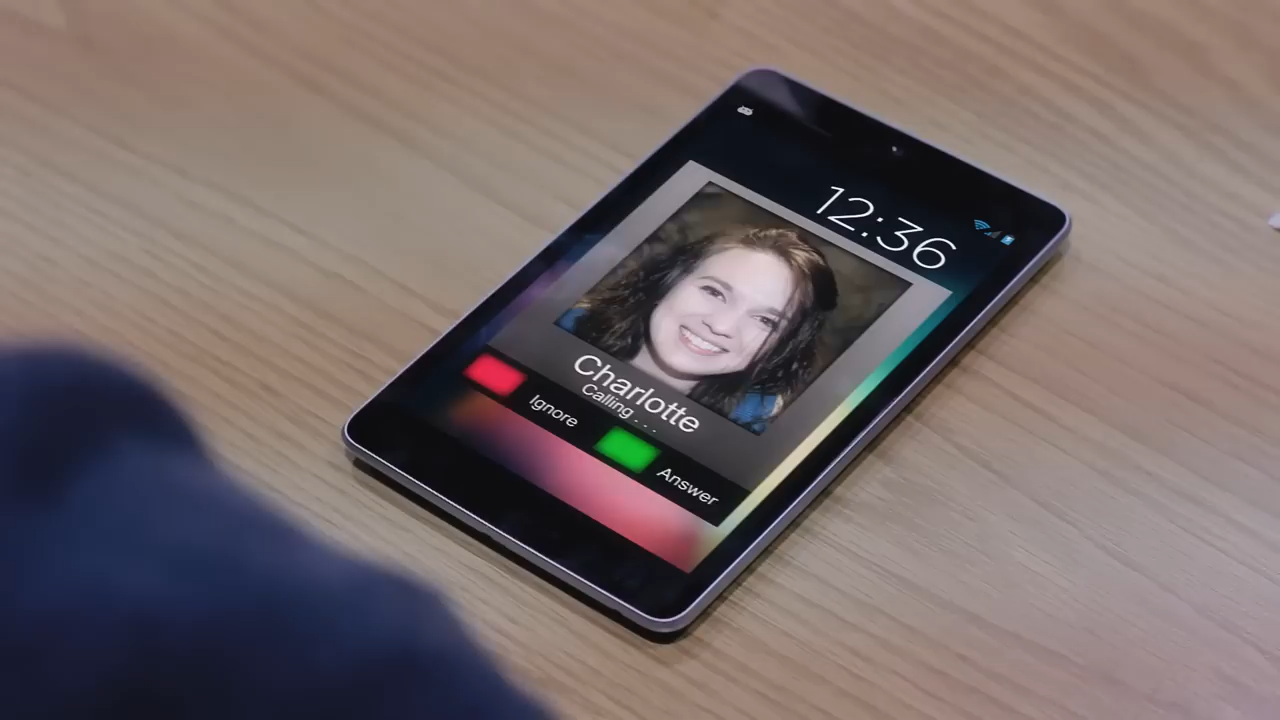 12:36
Charlotte
Calling . . .
Ignore
Answer